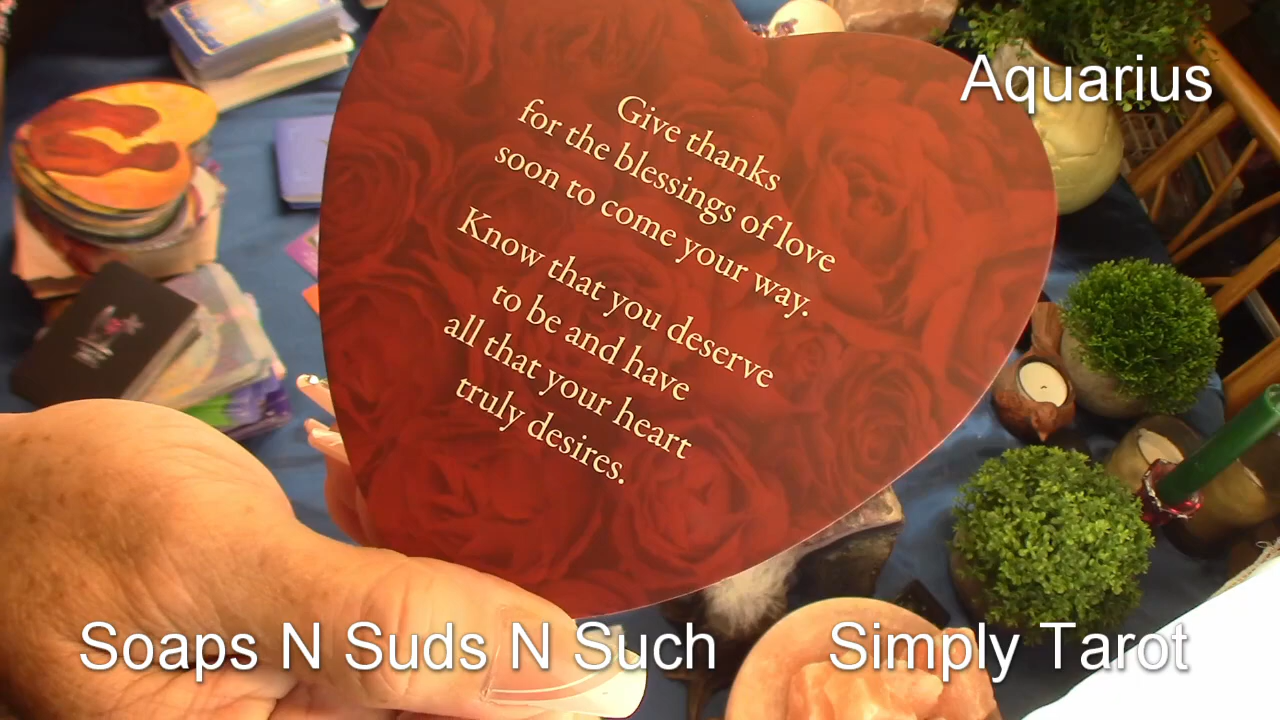 Aquarius
Give thanks
for the blessings of love
soon to come your way.
Know that you deserve
to be and have
all that your heart
truly desires.
Soaps N Suds N Such
Simply Tarot